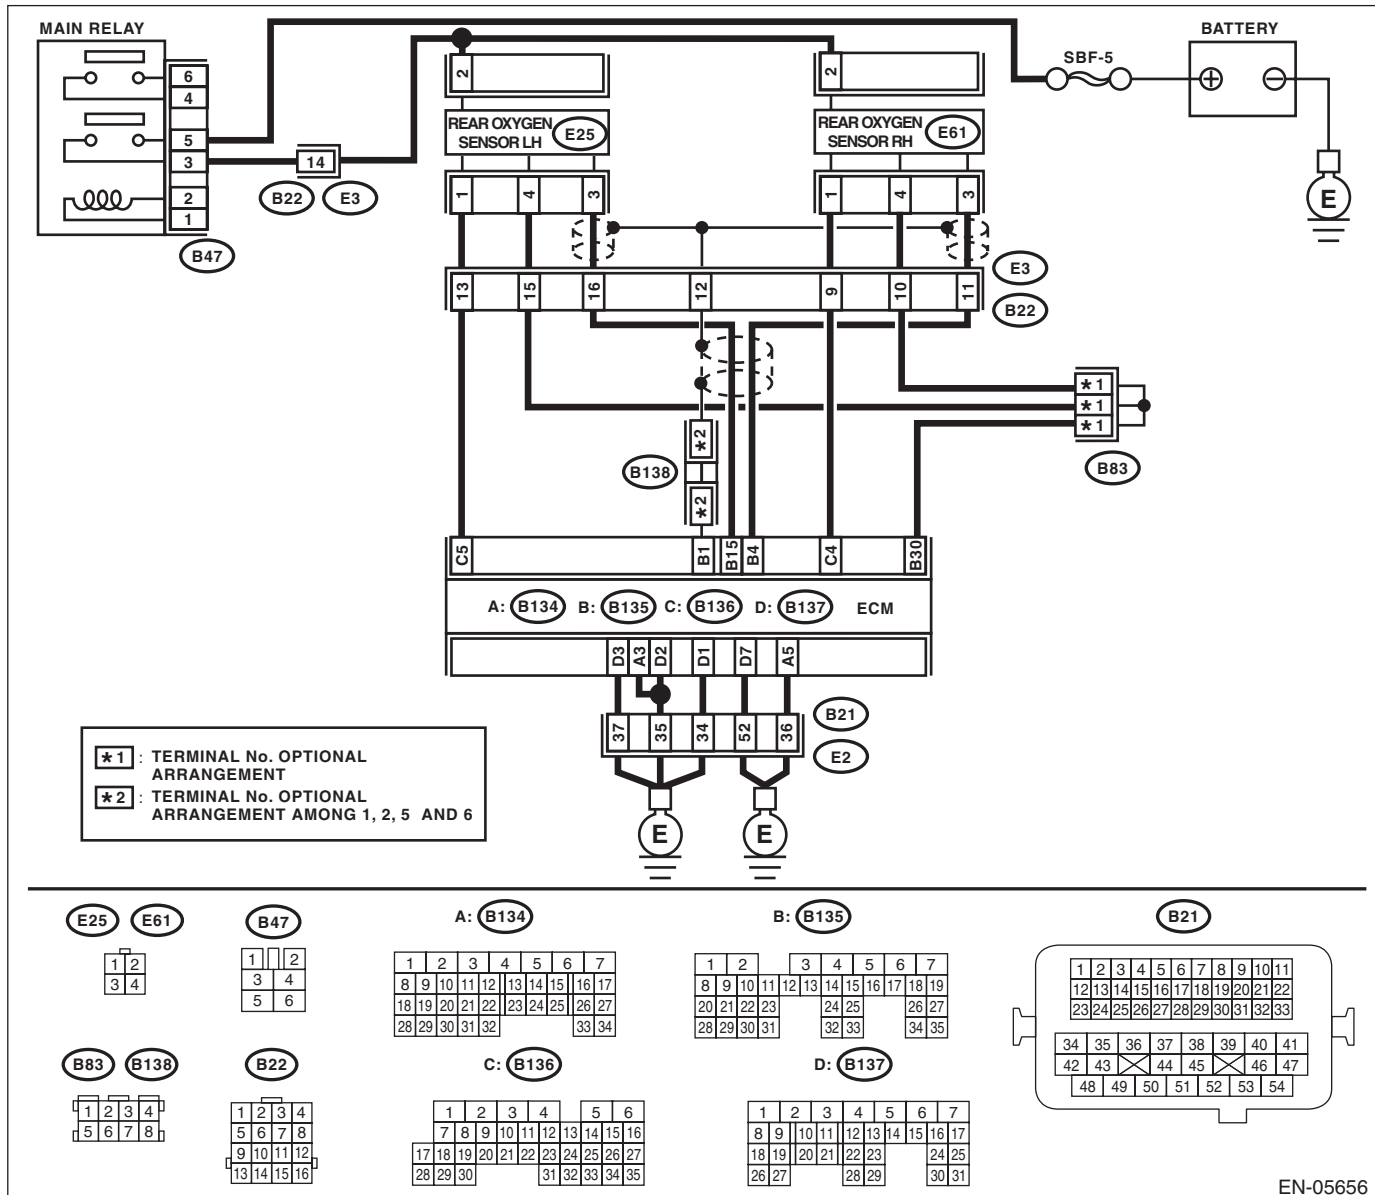 MAIN RELAY
BATTERY
SBF-5
6
4
5
3
2
1
B47
14
B22 E3
2
REAR OXYGEN
SENSOR LH
E25
2
REAR OXYGEN
SENSOR RH
E61
E
1 4 3
1 4 3
13 15 16 12 9 10 11
E3
B22
*1
*1
*1
B83
*2
B138
*2
C5 B1 B15 B4 C4 B30
A: B134 B: B135 C: B136 D: B137 ECM
D3 A3 D2 D1 D7 A5
37 35 34 52 36
B21
E2
E E
*1 : TERMINAL No. OPTIONAL
ARRANGEMENT
*2 : TERMINAL No. OPTIONAL
ARRANGEMENT AMONG 1, 2, 5 AND 6
E25 E61
1 2
3 4
B47
1 2
3 4
5 6
A: B134
1 2 3 4 5 6 7
8 9 10 11 12 13 14 15 16 17
18 19 20 21 22 23 24 25 26 27
28 29 30 31 32 33 34
B: B135
1 2 3 4 5 6 7
8 9 10 11 12 13 14 15 16 17 18 19
20 21 22 23 24 25 26 27
28 29 30 31 32 33 34 35
B21
1 2 3 4 5 6 7 8 9 10 11
12 13 14 15 16 17 18 19 20 21 22
23 24 25 26 27 28 29 30 31 32 33
34 35 36 37 38 39 40 41
42 43 44 45 46 47
48 49 50 51 52 53 54
B83 B138
1 2 3 4
5 6 7 8
B22
1 2 3 4
5 6 7 8
9 10 11 12
13 14 15 16
C: B136
1 2 3 4 5 6
7 8 9 10 11 12 13 14 15 16
17 18 19 20 21 22 23 24 25 26 27
28 29 30 31 32 33 34 35
D: B137
1 2 3 4 5 6 7
8 9 10 11 12 13 14 15 16 17
18 19 20 21 22 23 24 25
26 27 28 29 30 31
EN-05656